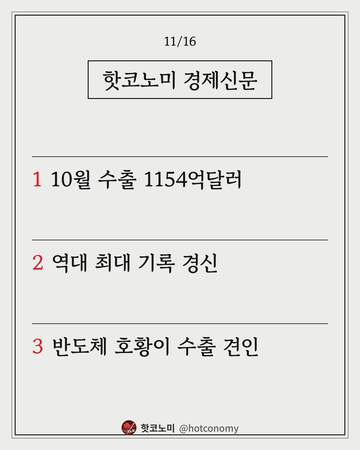 11/16
핫코노미 경제신문
1 10월 수출 1154억달러
2 역대 최대 기록 경신
3 반도체 호황이 수출 견인
핫코노미 @hotconomy